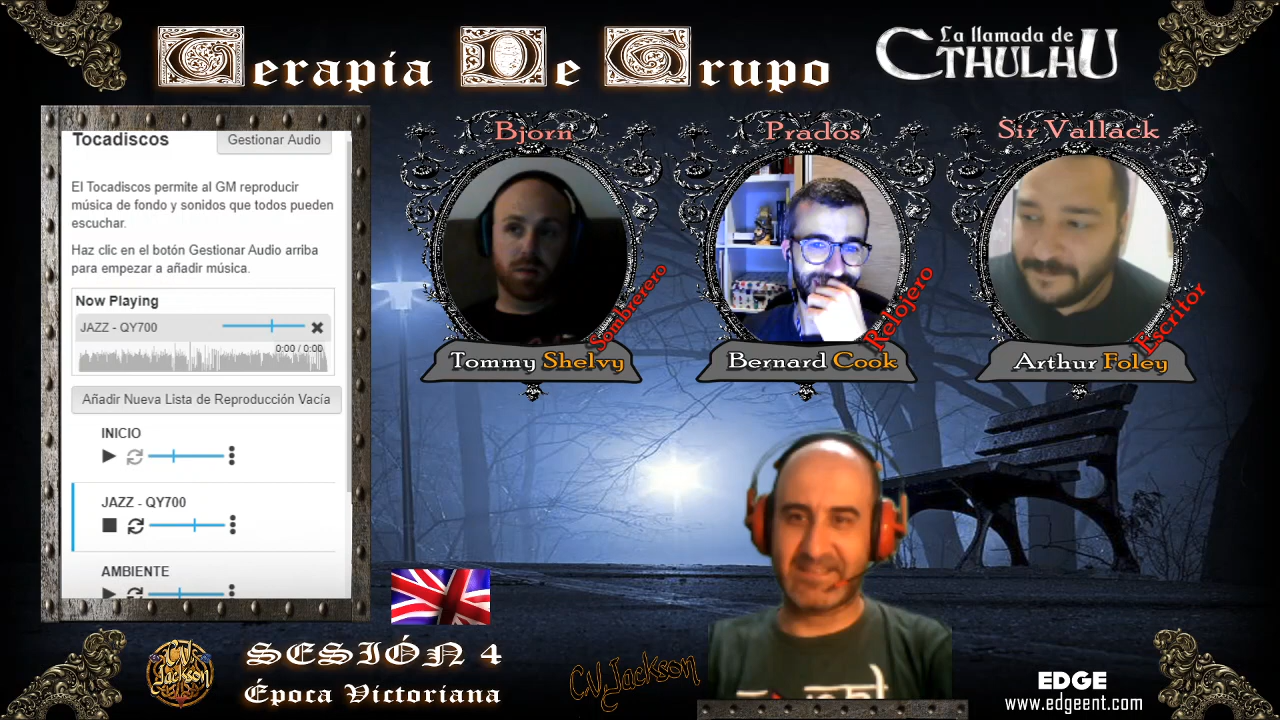 Terapía De Grupo
La llamada de
CTHULHU
Tocadiscos
Gestionar Audio
El Tocadiscos permite al GM reproducir
música de fondo y sonidos que todos pueden
escuchar.
Haz clic en el botón Gestionar Audio arriba
para empezar a añadir música.
Now Playing
JAZZ - QY700
0:00 / 0:00
Añadir Nueva Lista de Reproducción Vacía
INICIO
JAZZ - QY700
AMBIENTE
Bjorn
Sombrerero
Tommy Shelvy
Prados
Relojero
Bernard Cook
Sir Vallack
Escritor
Arthur Foley
CVJackson
SESIÓN 4
Época Victoriana
CVJackson
EDGE
www.edgeent.com